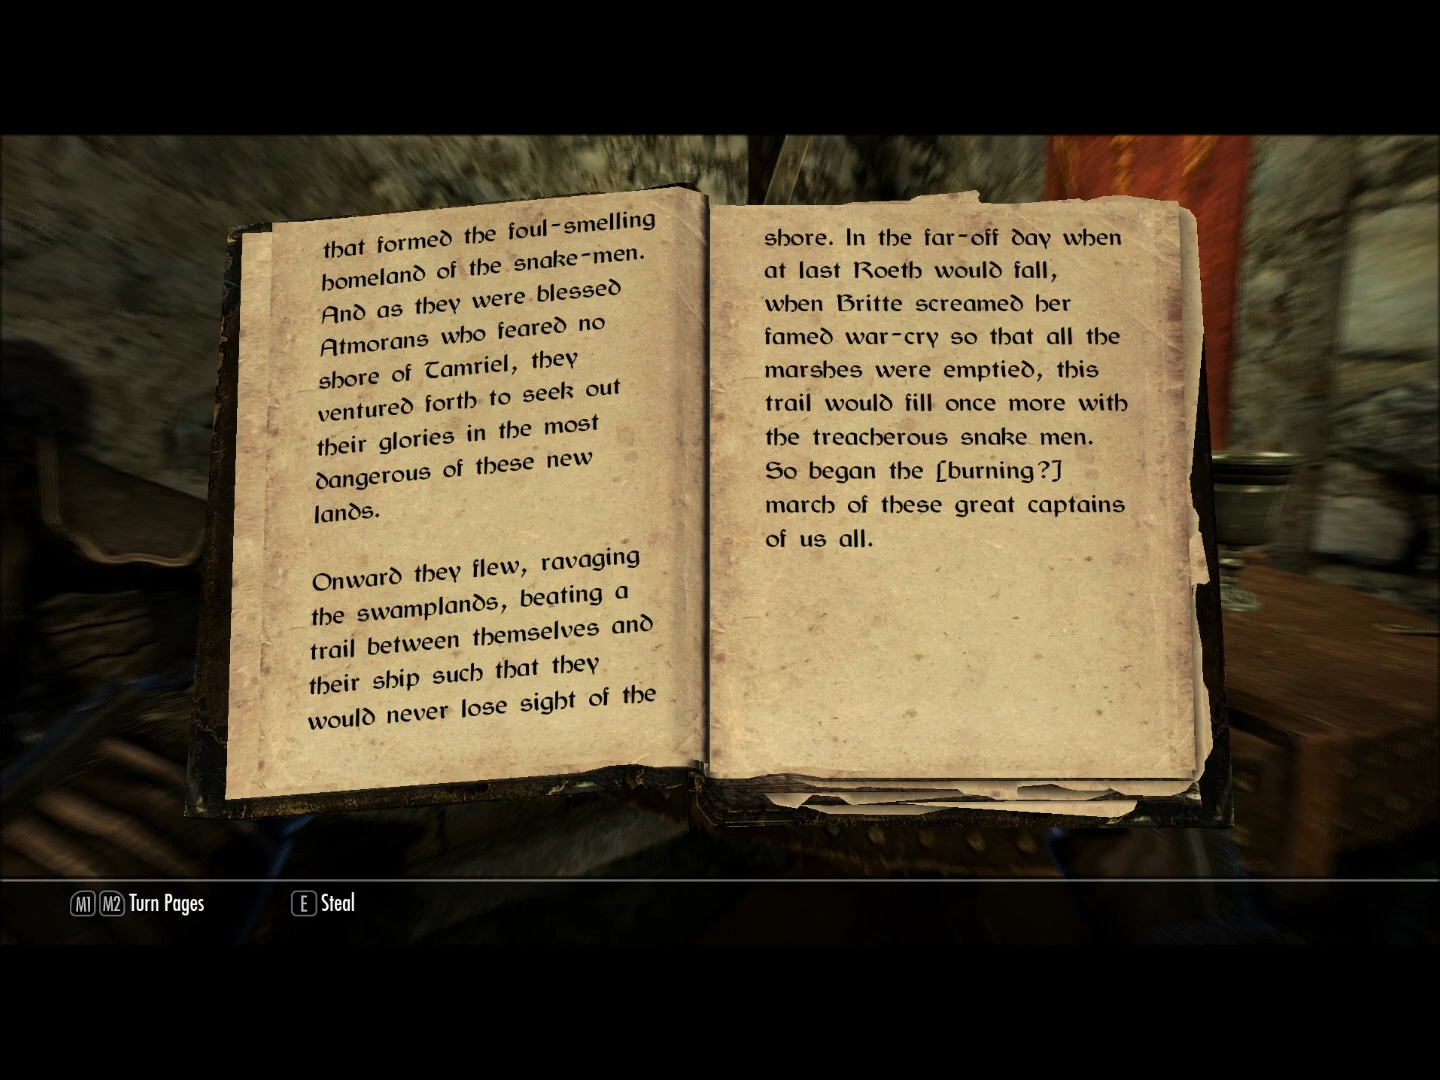 that formed the foul-smelling
homeland of the snake-men.
And as they were blessed
Atmorans who feared no
shore of Tamriel, they
ventured forth to seek out
their glories in the most
dangerous of these new
lands.
Onward they flew, ravaging
the swamplands, beating a
trail between themselves and
their ship such that they
would never lose sight of the
shore. In the far-off day when
at last Roeth would fall,
when Britte screamed her
famed war-cry so that all the
marshes were emptied, this
trail would fill once more with
the treacherous snake men.
So began the [burning?]
march of these great captains
of us all.
M1 M2 Turn Pages
E Steal